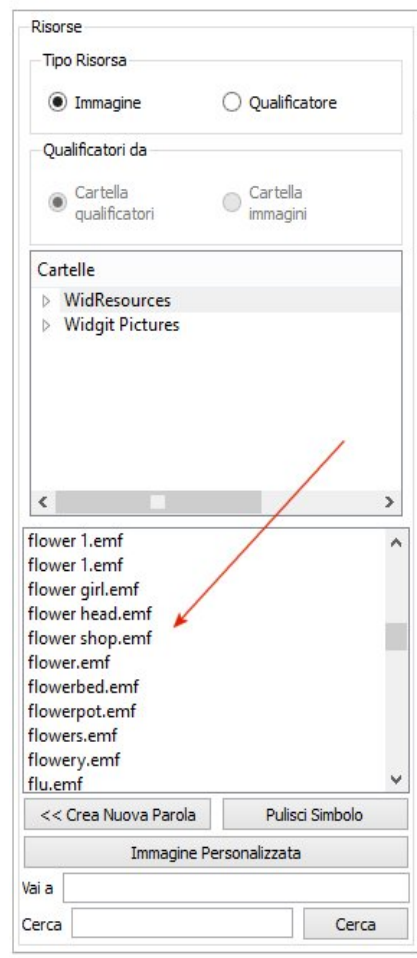 Risorse
Tipo Risorsa
Immagine Qualificatore
Qualificatori da
Cartella qualificatori
Cartella immagini
Cartelle
WidResources
Widgit Pictures
flower 1.emf
flower 1.emf
flower girl.emf
flower head.emf
flower shop.emf
flower.emf
flowerbed.emf
flowerpot.emf
flowers.emf
flowery.emf
flu.emf
<< Crea Nuova Parola Pulisci Simbolo
Immagine Personalizzata
Vai a
Cerca Cerca